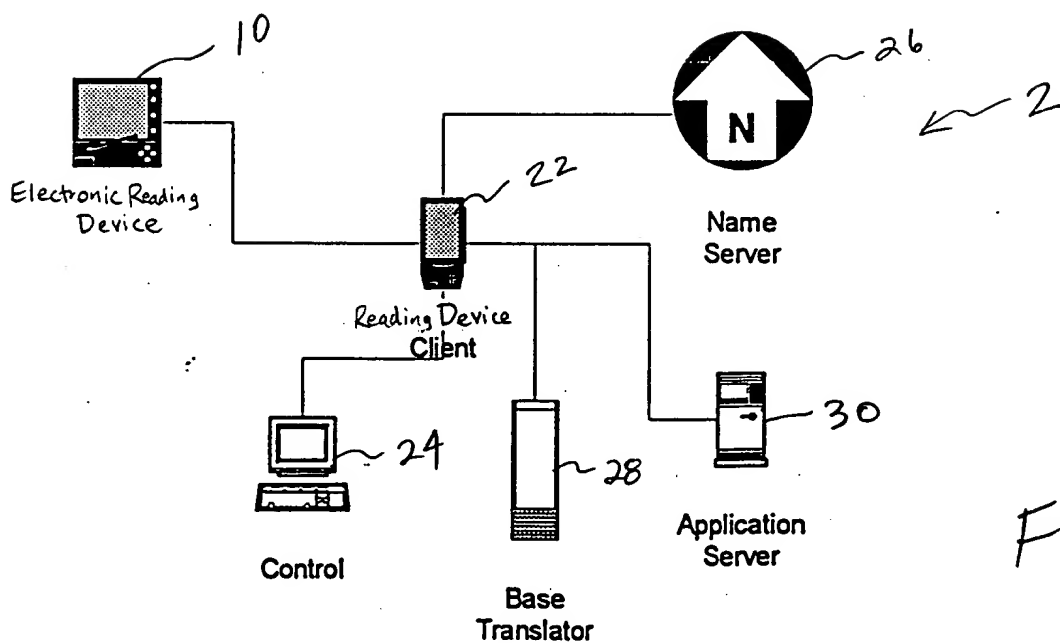 10
26
2
N
Electronic Reading
Device
22
Name
Server
Reading Device
Client
24
28
30
Control
Base
Translator
Application
Server
F